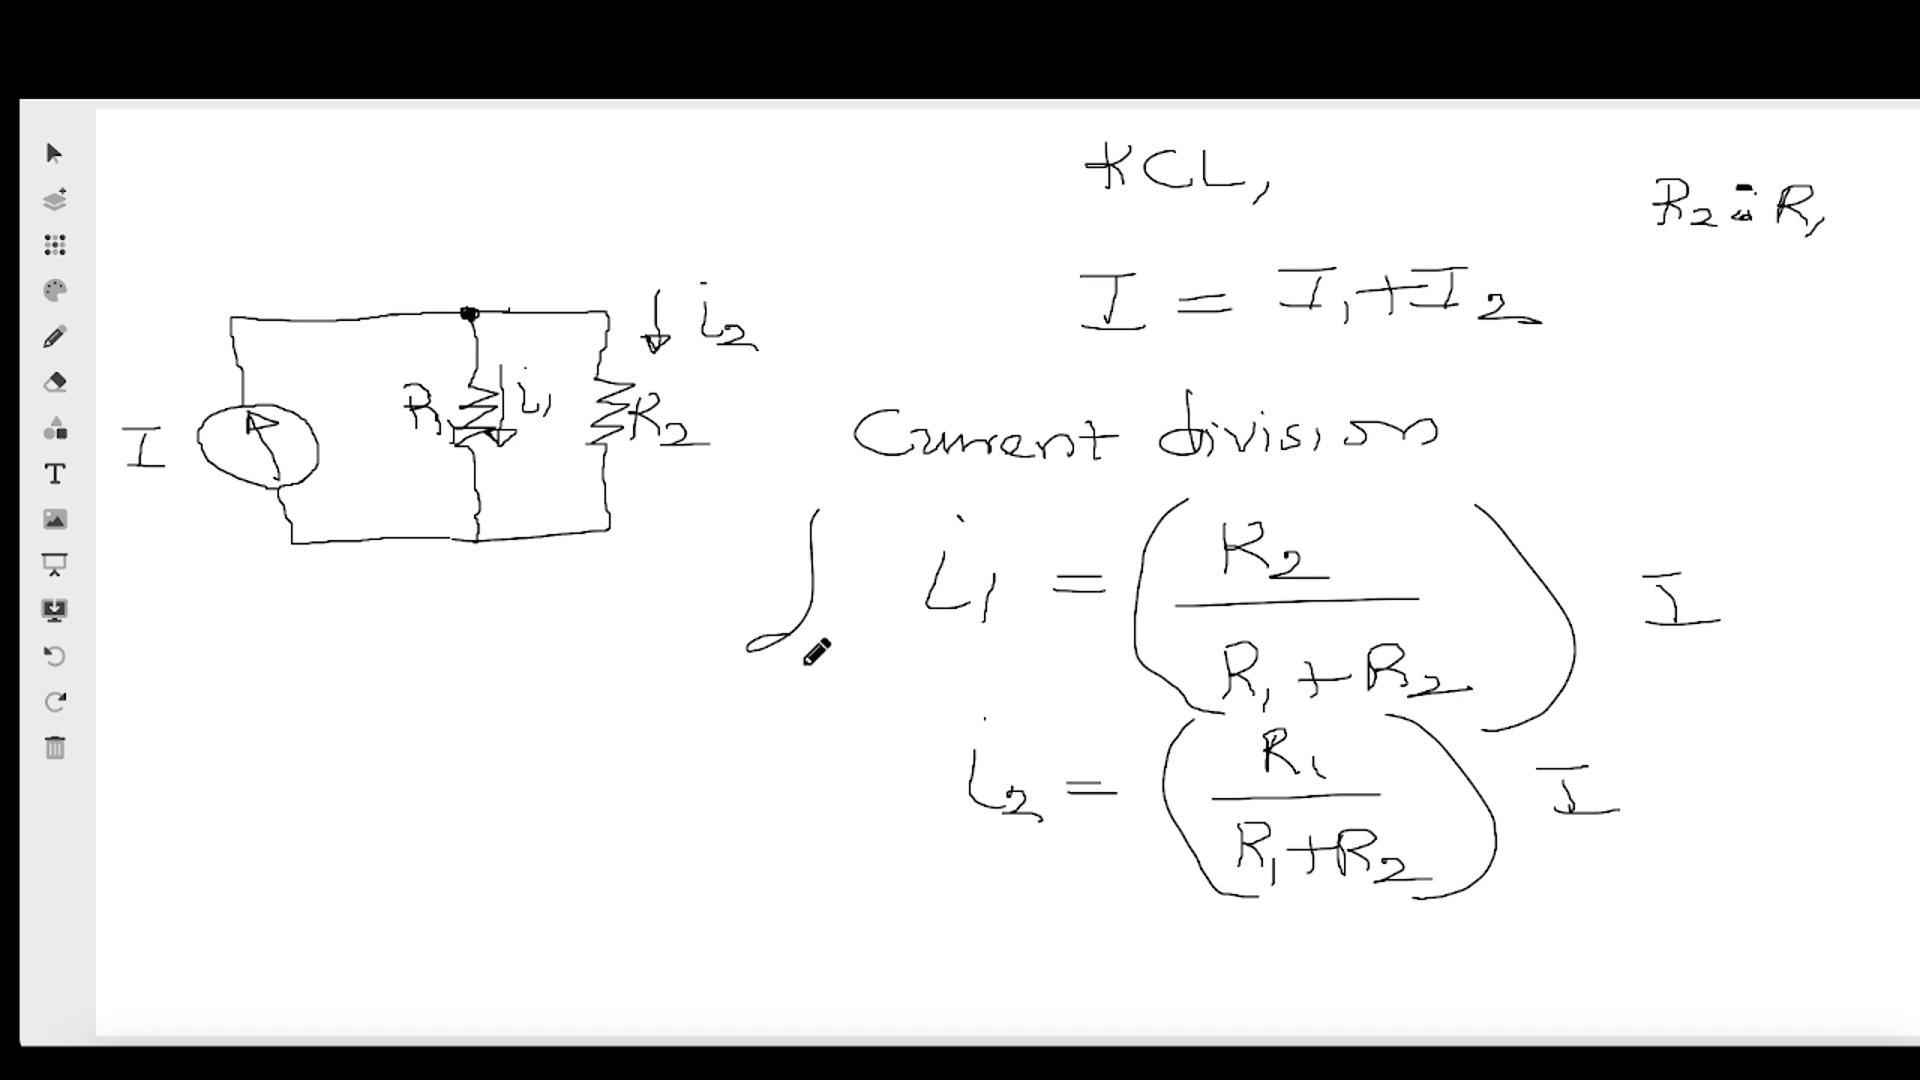 KCL,
R2 = R1
I = I1 + I2
i2
R1
i1
R2
I
Current division
i1 = ( R2 / R1 + R2 ) I
i2 = ( R1 / R1 + R2 ) I
T